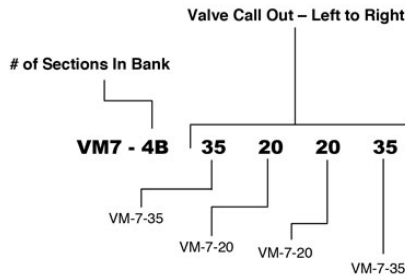 Valve Call Out – Left to Right
# of Sections In Bank
VM7 - 4B 35 20 20 35
VM-7-35
VM-7-20
VM-7-20
VM-7-35